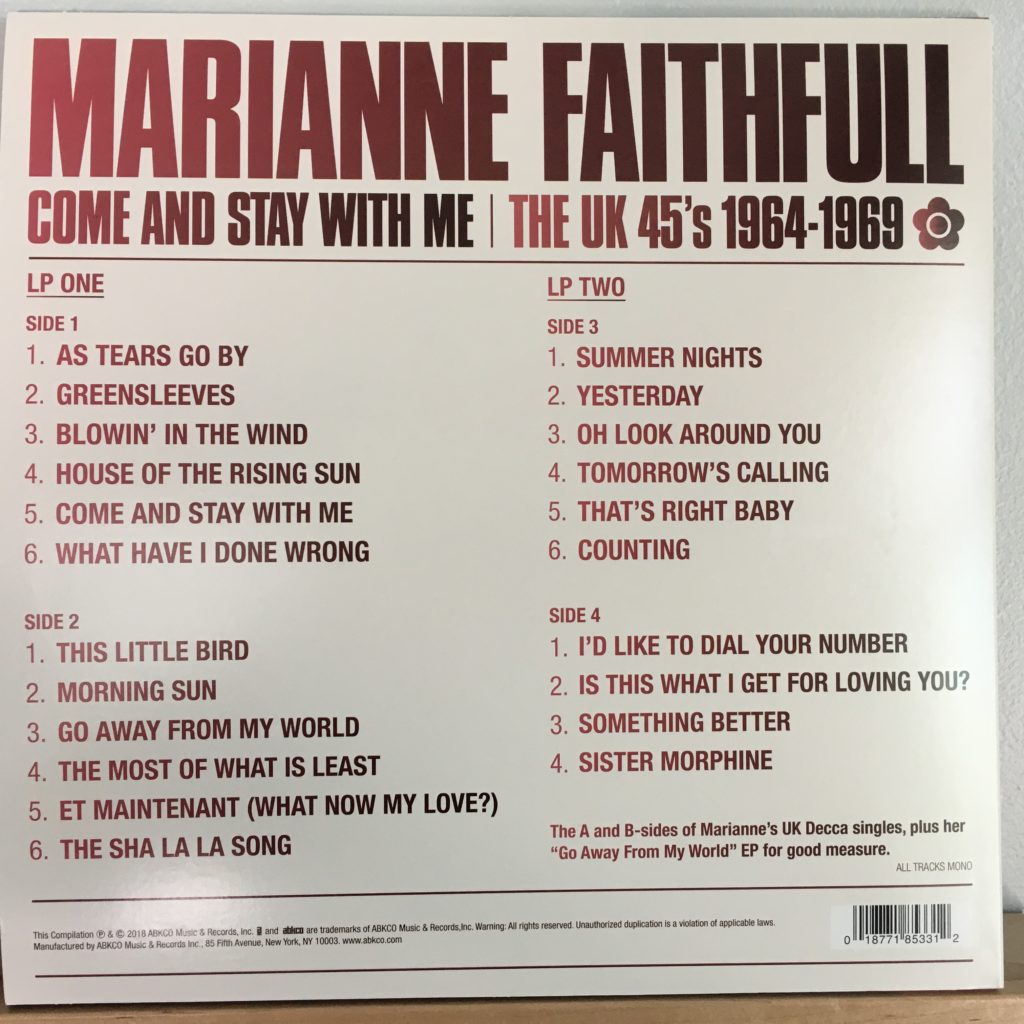 MARIANNE FAITHFULL
COME AND STAY WITH ME | THE UK 45's 1964-1969
LP ONE
SIDE 1
1. AS TEARS GO BY
2. GREENSLEEVES
3. BLOWIN' IN THE WIND
4. HOUSE OF THE RISING SUN
5. COME AND STAY WITH ME
6. WHAT HAVE I DONE WRONG
SIDE 2
1. THIS LITTLE BIRD
2. MORNING SUN
3. GO AWAY FROM MY WORLD
4. THE MOST OF WHAT IS LEAST
5. ET MAINTENANT (WHAT NOW MY LOVE?)
6. THE SHA LA LA SONG
LP TWO
SIDE 3
1. SUMMER NIGHTS
2. YESTERDAY
3. OH LOOK AROUND YOU
4. TOMORROW'S CALLING
5. THAT'S RIGHT BABY
6. COUNTING
SIDE 4
1. I'D LIKE TO DIAL YOUR NUMBER
2. IS THIS WHAT I GET FOR LOVING YOU?
3. SOMETHING BETTER
4. SISTER MORPHINE
The A and B-sides of Marianne's UK Decca singles, plus her
"Go Away From My World" EP for good measure.
ALL TRACKS MONO
This Compilation ℗ & © 2018 ABKCO Music & Records, Inc. and abkco are trademarks of ABKCO Music & Records,Inc. Warning: All rights reserved. Unauthorized duplication is a violation of applicable laws.
Manufactured by ABKCO Music & Records Inc., 85 Fifth Avenue, New York, NY 10003. www.abkco.com
0 18771 85331 2